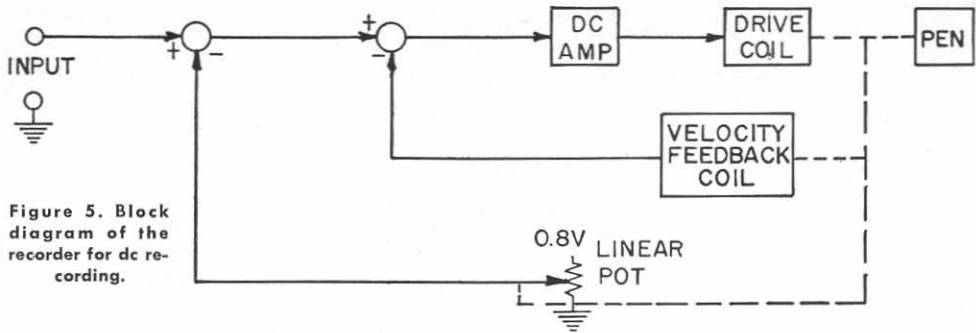 INPUT
+
−
+
−
DC
AMP
DRIVE
COIL
PEN
VELOCITY
FEEDBACK
COIL
0.8V
LINEAR
POT
Figure 5. Block
diagram of the
recorder for dc re-
cording.